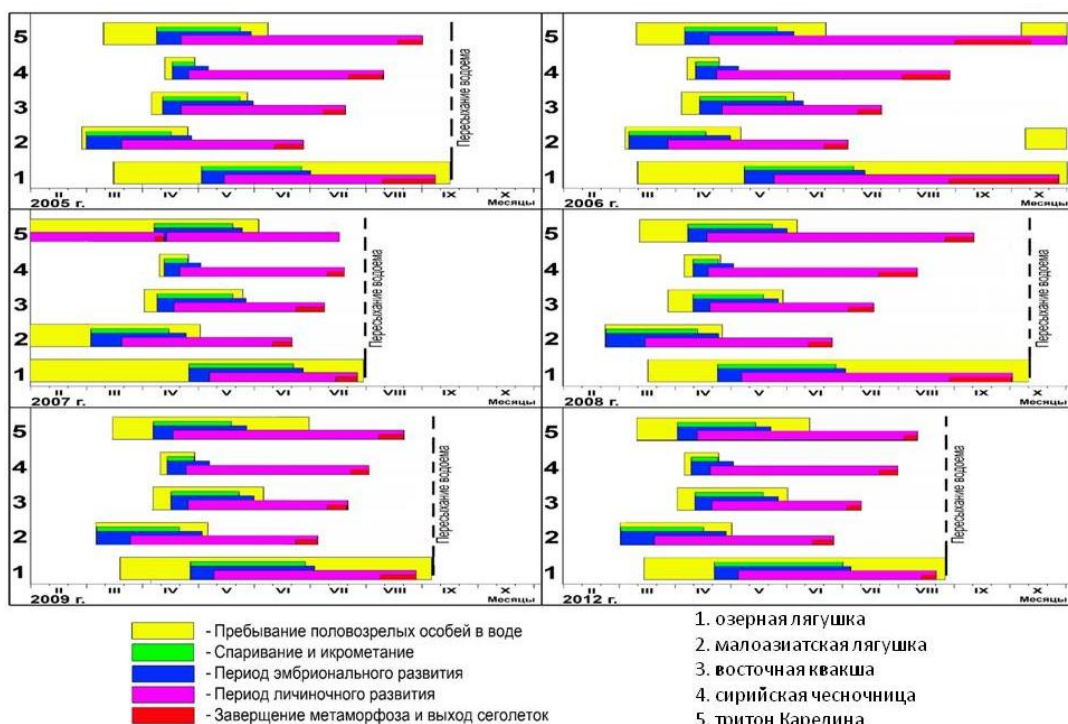 5
4
3
2
1
Пересыхание водоема
II III IV V VI VII VIII IX X
2005 г. Месяцы
5
4
3
2
1
II III IV V VI VII VIII IX X
2006 г. Месяцы
5
4
3
2
1
Пересыхание водоема
II III IV V VI VII VIII IX X
2007 г. Месяцы
5
4
3
2
1
Пересыхание водоема
II III IV V VI VII VIII IX X
2008 г. Месяцы
5
4
3
2
1
Пересыхание водоема
II III IV V VI VII VIII IX X
2009 г. Месяцы
5
4
3
2
1
Пересыхание водоема
II III IV V VI VII VIII IX X
2012 г. Месяцы
- Пребывание половозрелых особей в воде
- Спаривание и икрометание
- Период эмбрионального развития
- Период личиночного развития
- Завершение метаморфоза и выход сеголеток
1. озерная лягушка
2. малоазиатская лягушка
3. восточная квакша
4. сирийская чесночница
5. тритон Карелина